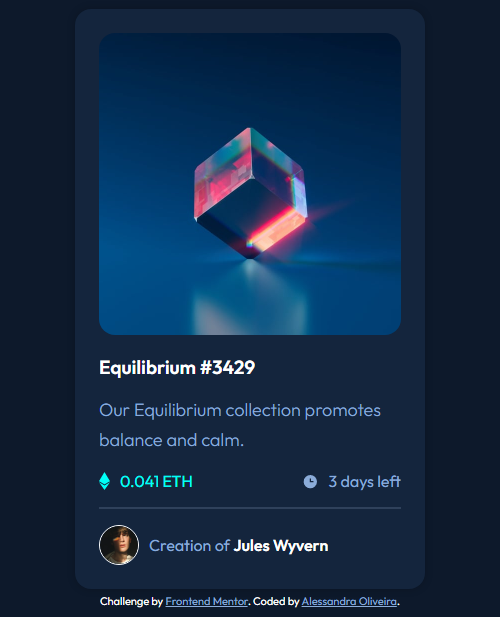 Equilibrium #3429
Our Equilibrium collection promotes
balance and calm.
0.041 ETH 3 days left
Creation of Jules Wyvern
Challenge by Frontend Mentor. Coded by Alessandra Oliveira.